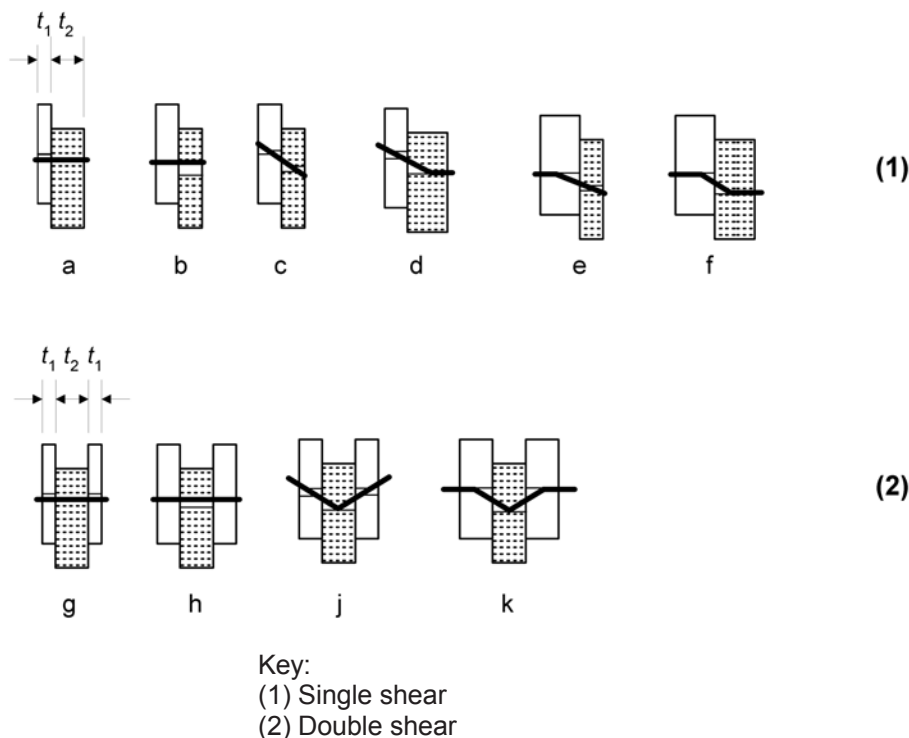 t₁ t₂
(1)
a b c d e f
t₁ t₂ t₁
(2)
g h j k
Key:
(1) Single shear
(2) Double shear